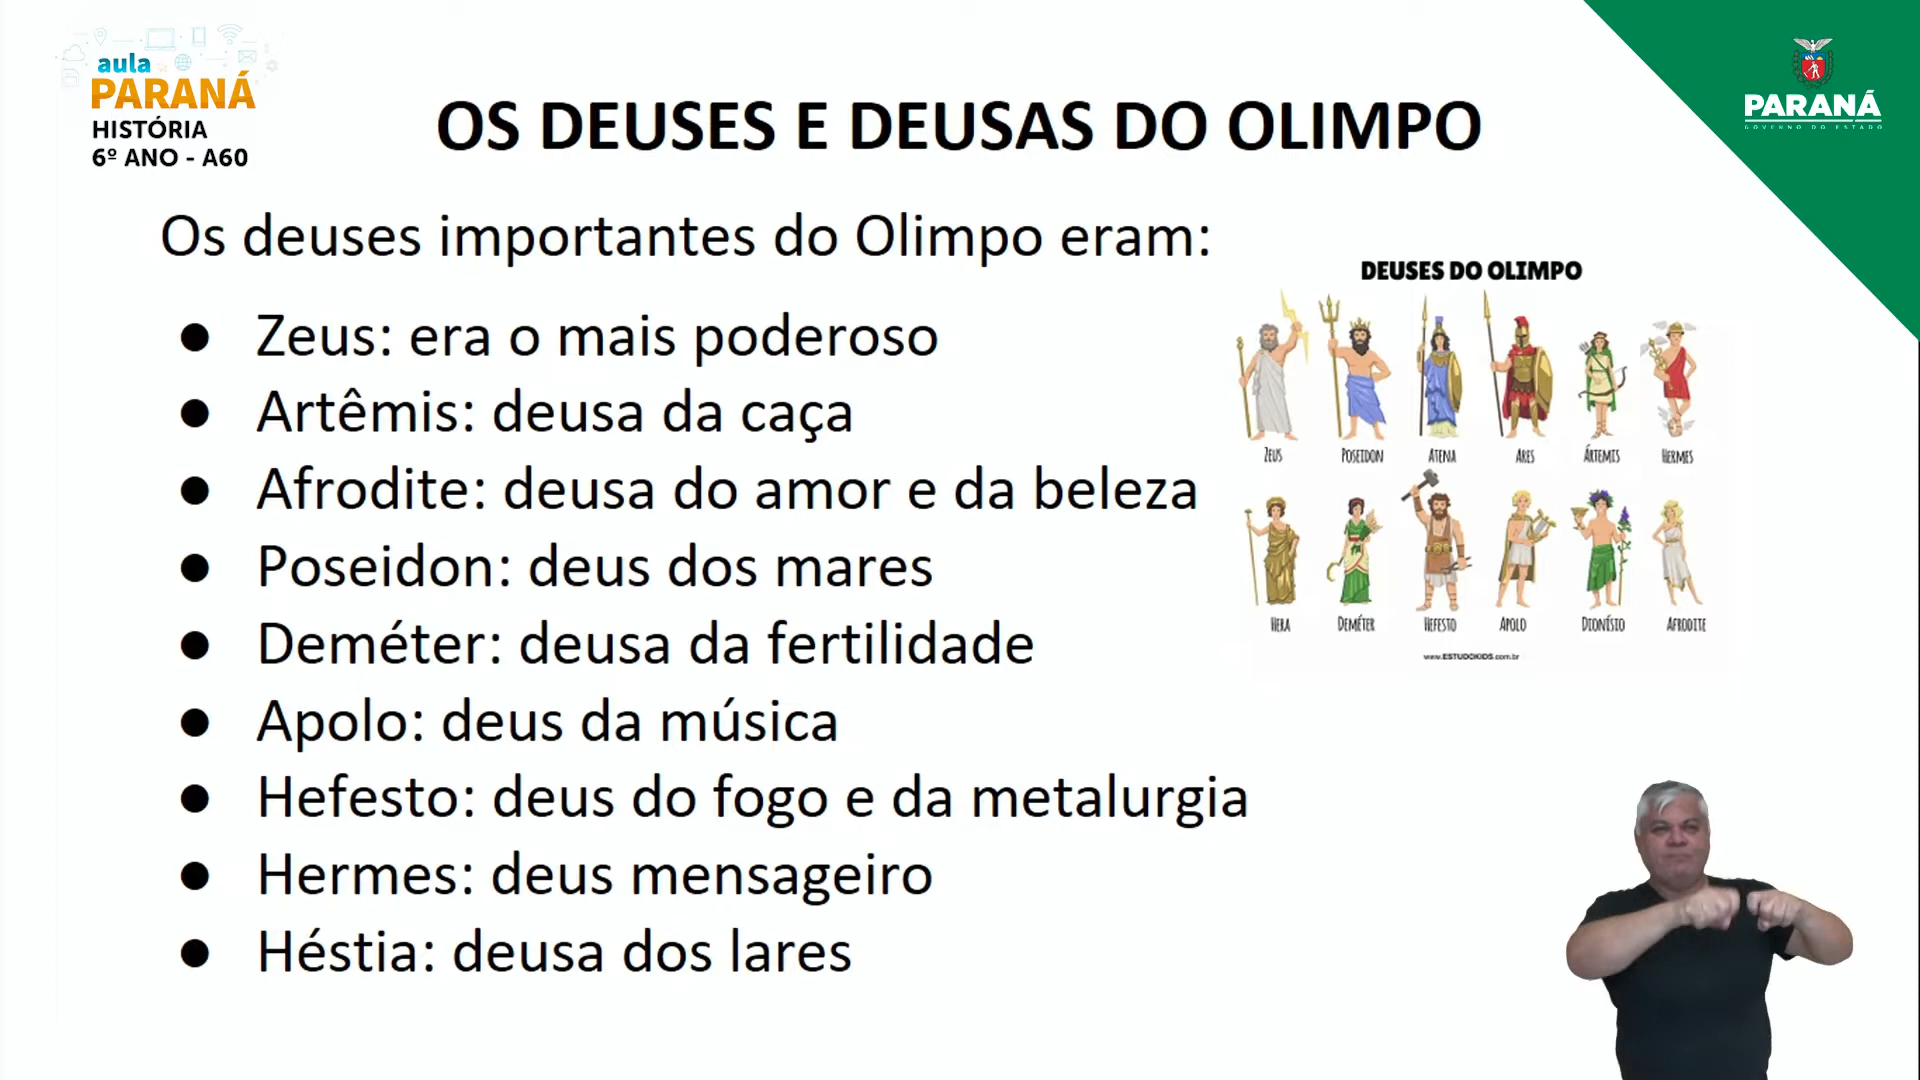 aula
PARANÁ
HISTÓRIA
6º ANO - A60
OS DEUSES E DEUSAS DO OLIMPO
PARANÁ
GOVERNO DO ESTADO
Os deuses importantes do Olimpo eram:
● Zeus: era o mais poderoso
● Artêmis: deusa da caça
● Afrodite: deusa do amor e da beleza
● Poseidon: deus dos mares
● Deméter: deusa da fertilidade
● Apolo: deus da música
● Hefesto: deus do fogo e da metalurgia
● Hermes: deus mensageiro
● Héstia: deusa dos lares
DEUSES DO OLIMPO
ZEUS POSEIDON ATENA ARES ÁRTEMIS HERMES
HERA DEMÉTER HEFESTO APOLO DIONÍSIO AFRODITE
www.ESTUDOKIDS.com.br